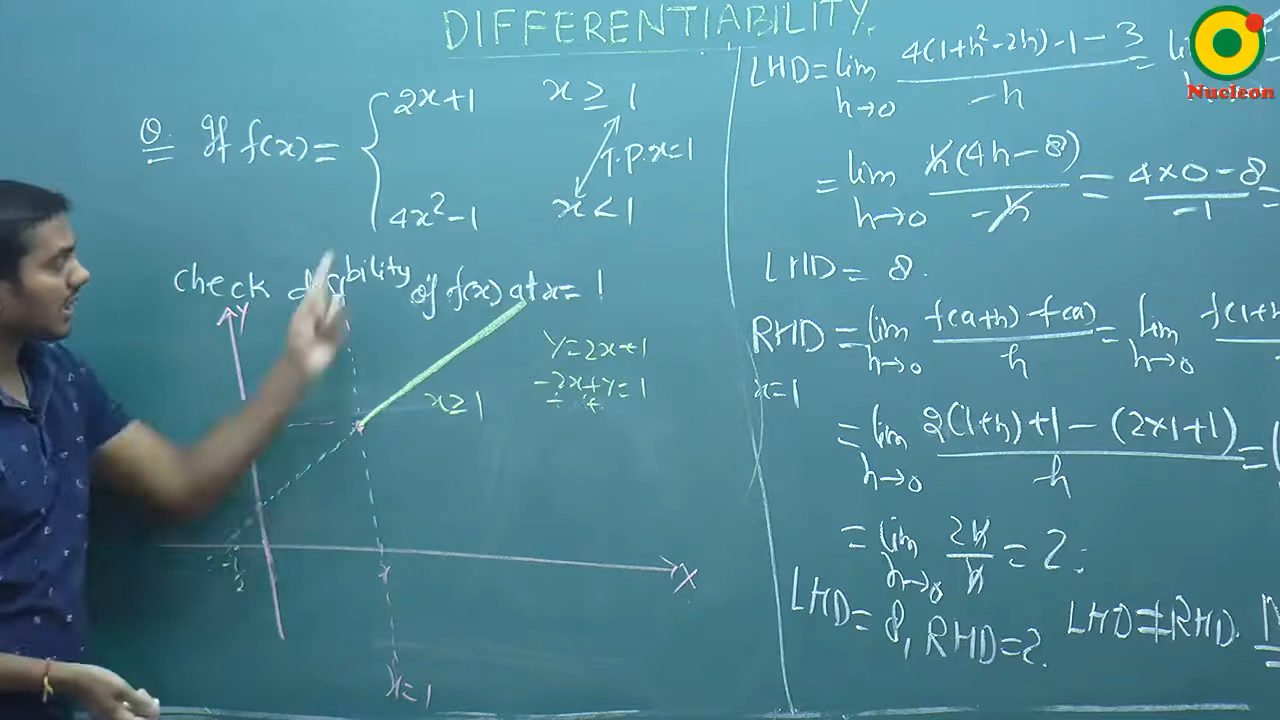 DIFFERENTIABILITY
Nucleon
Q. If f(x) = { 2x+1 x ≥ 1
T.P. x=1
4x²-1 x < 1
Check of f(x) at x = 1
Y
y = 2x+1
-2x+y=1
x≥1
-1/2
X
x=1
LHD = lim h→0 4(1+h²-2h)-1-3 / -h =
= lim h→0 h(4h-8) / -h = 4×0-8 / -1 =
LHD = 8.
RHD x=1 = lim h→0 f(a+h)-f(a) / h = lim h→0
= lim h→0 2(1+h)+1-(2×1+1) / h =
= lim h→0 2h / h = 2.
LHD = 8, RHD = 2. LHD ≠ RHD.